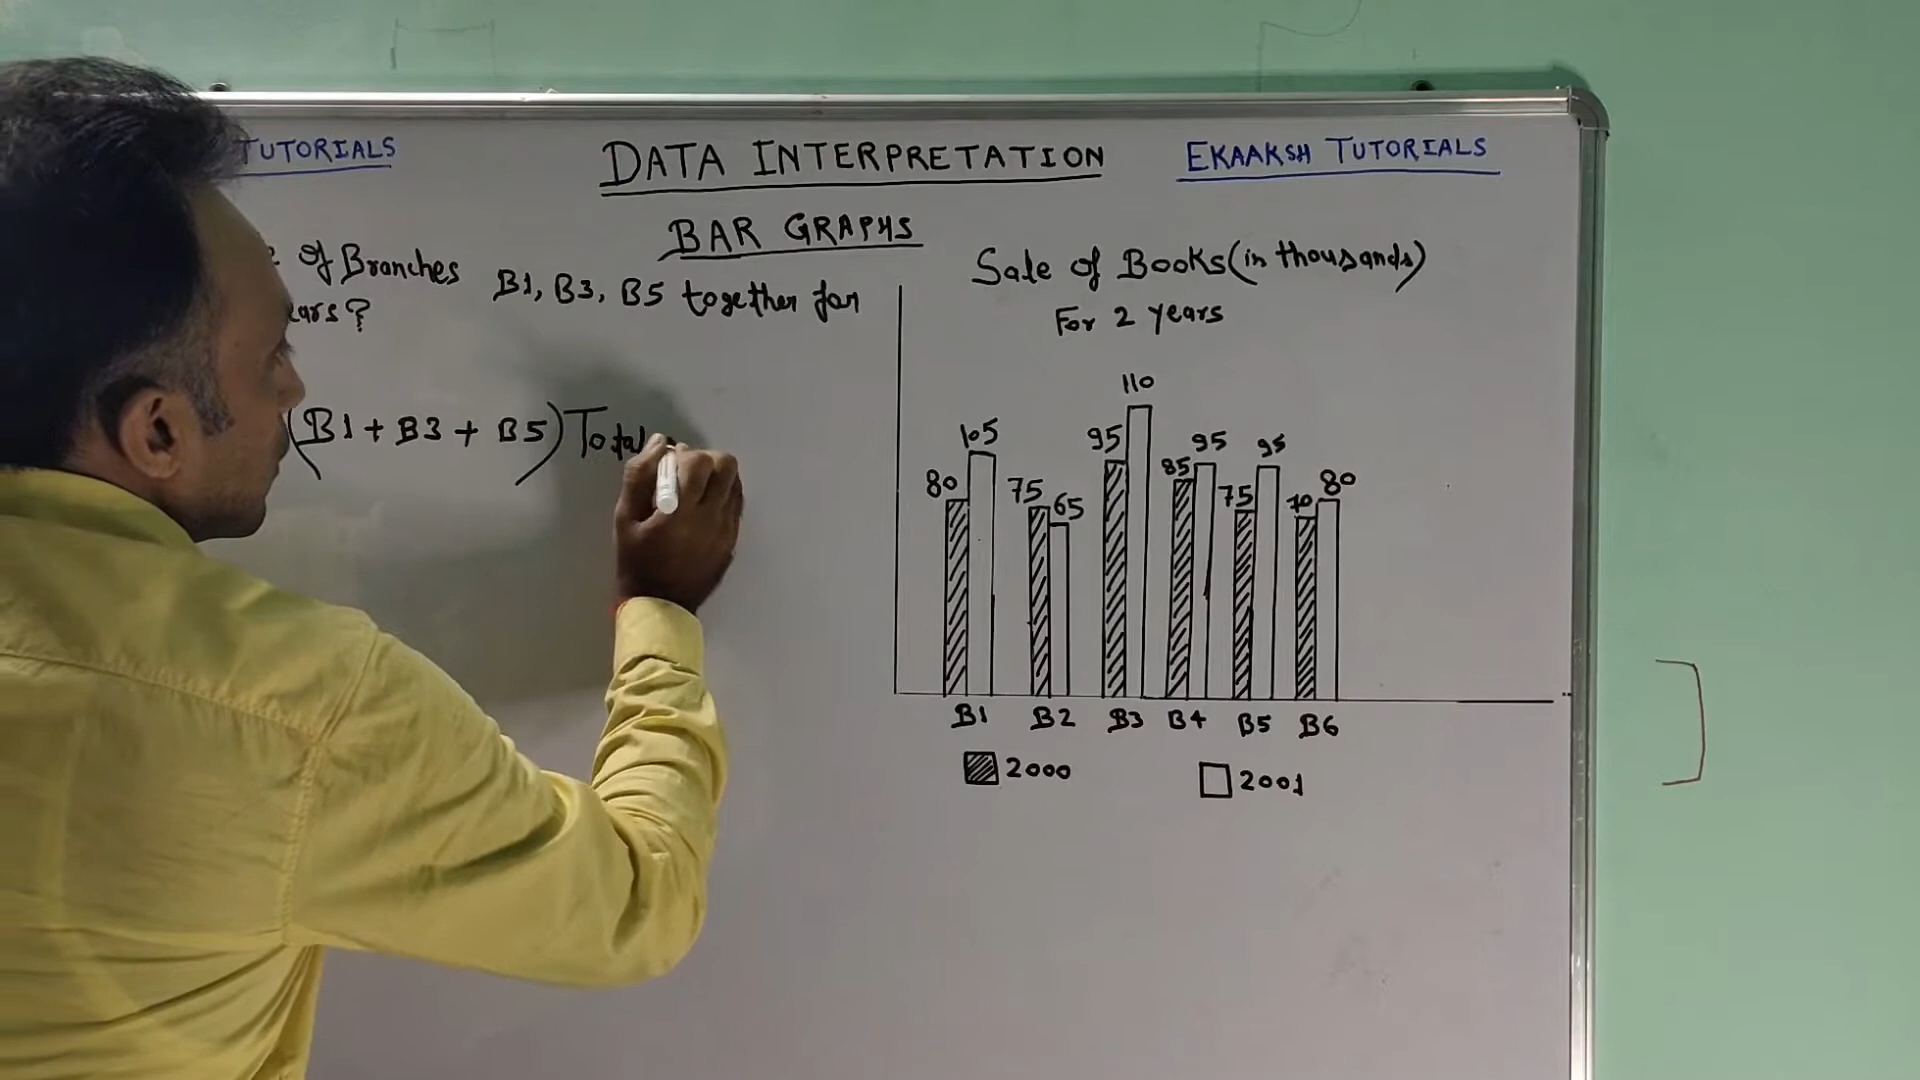 TUTORIALS
DATA INTERPRETATION
EKAAKSH TUTORIALS
BAR GRAPHS
of Branches B1, B3, B5 together for
ears?
(B1 + B3 + B5) Total
Sale of Books (in thousands)
For 2 years
110
105 95 95 95
80 75 65 85 75 70 80
B1 B2 B3 B4 B5 B6
2000 2001